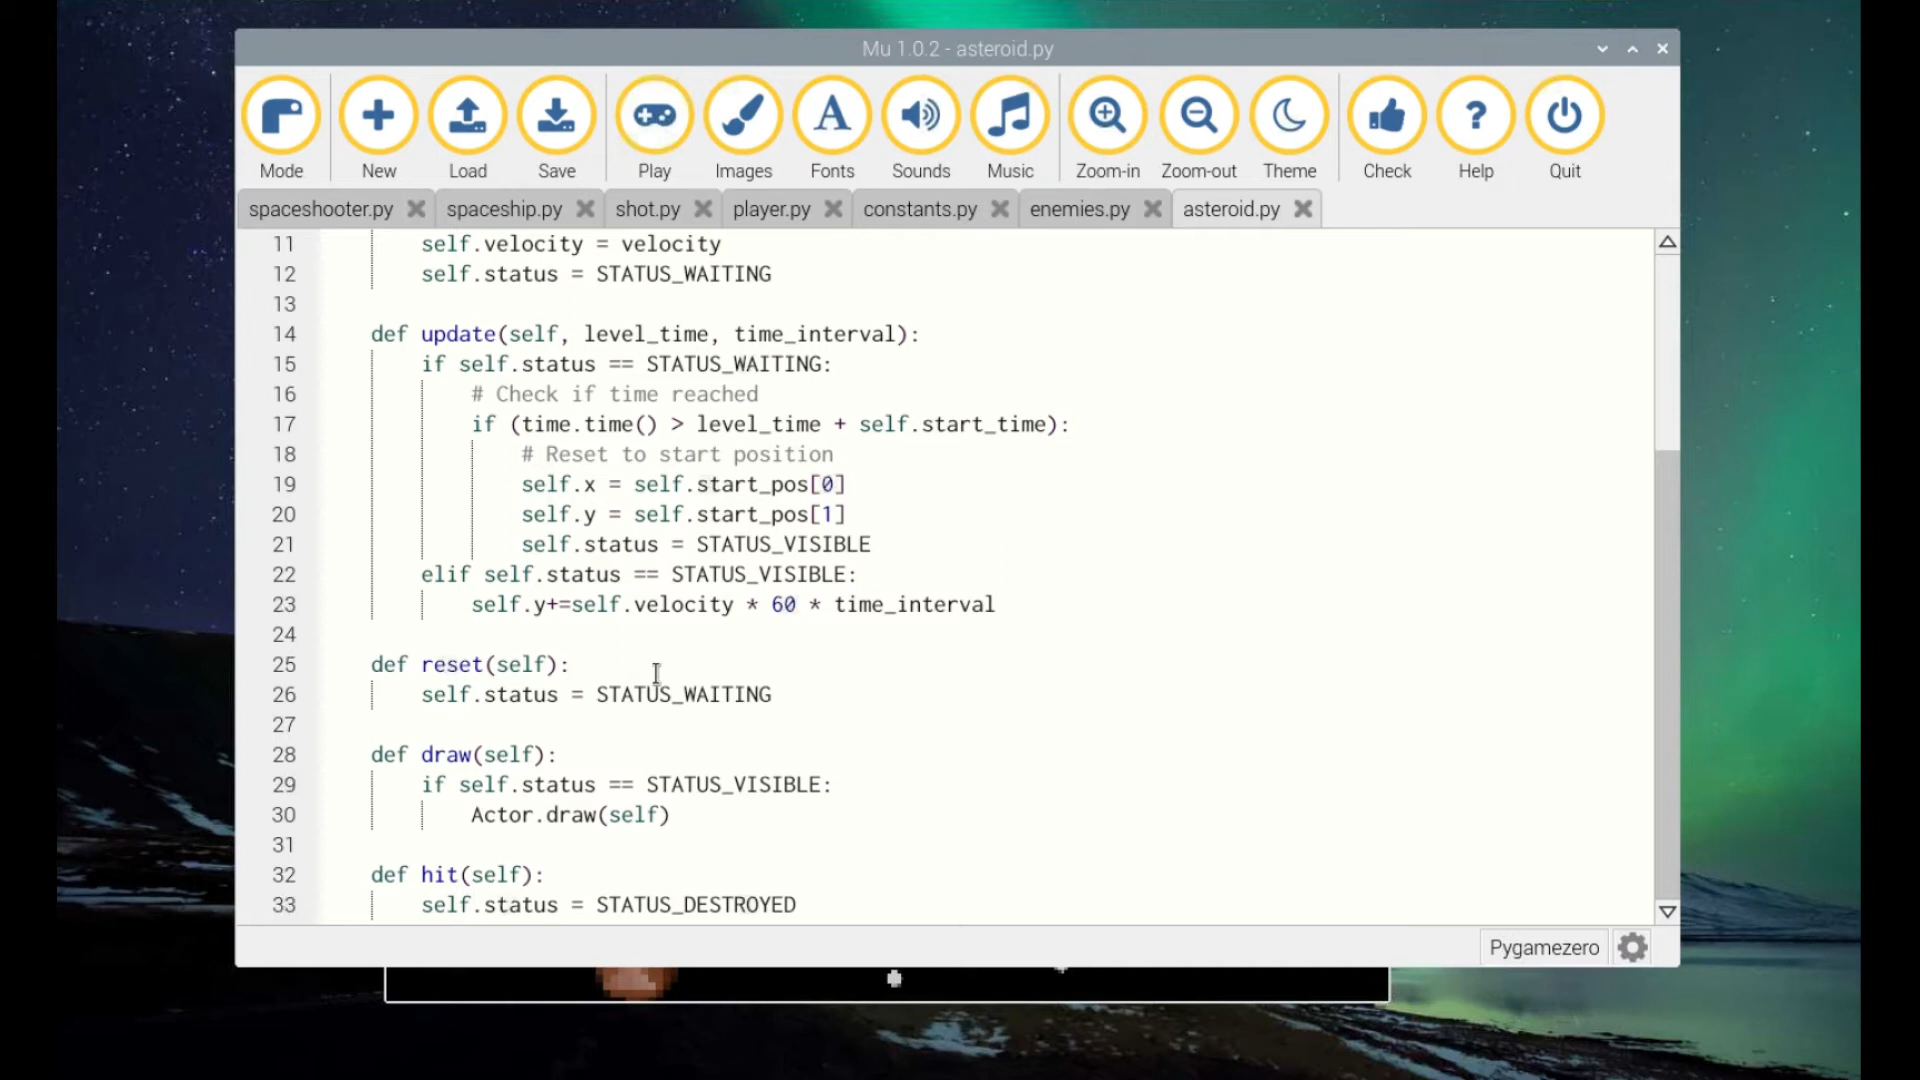 Mu 1.0.2 - asteroid.py
Mode New Load Save Play Images Fonts Sounds Music Zoom-in Zoom-out Theme Check Help Quit
spaceshooter.py spaceship.py shot.py player.py constants.py enemies.py asteroid.py
11 self.velocity = velocity
12 self.status = STATUS_WAITING
13
14 def update(self, level_time, time_interval):
15 if self.status == STATUS_WAITING:
16 # Check if time reached
17 if (time.time() > level_time + self.start_time):
18 # Reset to start position
19 self.x = self.start_pos[0]
20 self.y = self.start_pos[1]
21 self.status = STATUS_VISIBLE
22 elif self.status == STATUS_VISIBLE:
23 self.y+=self.velocity * 60 * time_interval
24
25 def reset(self):
26 self.status = STATUS_WAITING
27
28 def draw(self):
29 if self.status == STATUS_VISIBLE:
30 Actor.draw(self)
31
32 def hit(self):
33 self.status = STATUS_DESTROYED
Pygamezero